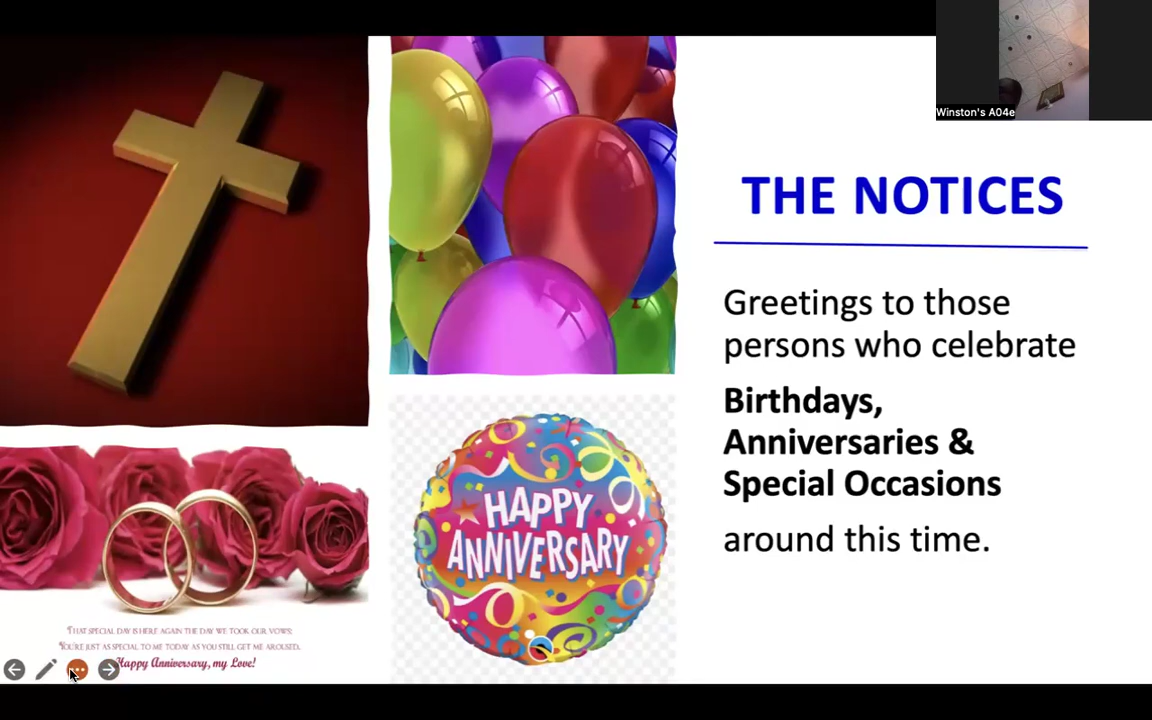 Winston's A04e
THE NOTICES
Greetings to those
persons who celebrate
Birthdays,
Anniversaries &
Special Occasions
around this time.
HAPPY
ANNIVERSARY
THAT SPECIAL DAY IS HERE AGAIN THE DAY WE TOOK OUR VOWS;
YOU'RE JUST AS SPECIAL TO ME TODAY AS YOU STILL GET ME AROUSED.
Happy Anniversary, my Love!